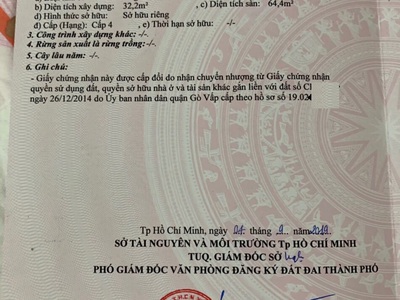 b) Diện tích xây dựng: 32,2m² , c) Diện tích sàn: 64,4m²
d) Hình thức sở hữu: Sở hữu riêng
đ) Cấp (Hạng): Cấp 4 , e) Thời hạn sở hữu: -/-
3. Công trình xây dựng khác: -/-
4. Rừng sản xuất là rừng trồng: -/-
5. Cây lâu năm: -/-
6. Ghi chú:
- Giấy chứng nhận này được cấp đổi do nhận chuyển nhượng từ Giấy chứng nhận
quyền sử dụng đất, quyền sở hữu nhà ở và tài sản khác gắn liền với đất số
ngày 26/12/2014 do Ủy ban nhân dân quận Gò Vấp cấp theo hồ sơ số 19.02
Tp Hồ Chí Minh, ngày tháng 9 năm 2019
SỞ TÀI NGUYÊN VÀ MÔI TRƯỜNG Tp HỒ CHÍ MINH
TUQ. GIÁM ĐỐC SỞ
PHÓ GIÁM ĐỐC VĂN PHÒNG ĐĂNG KÝ ĐẤT ĐAI THÀNH PHỐ